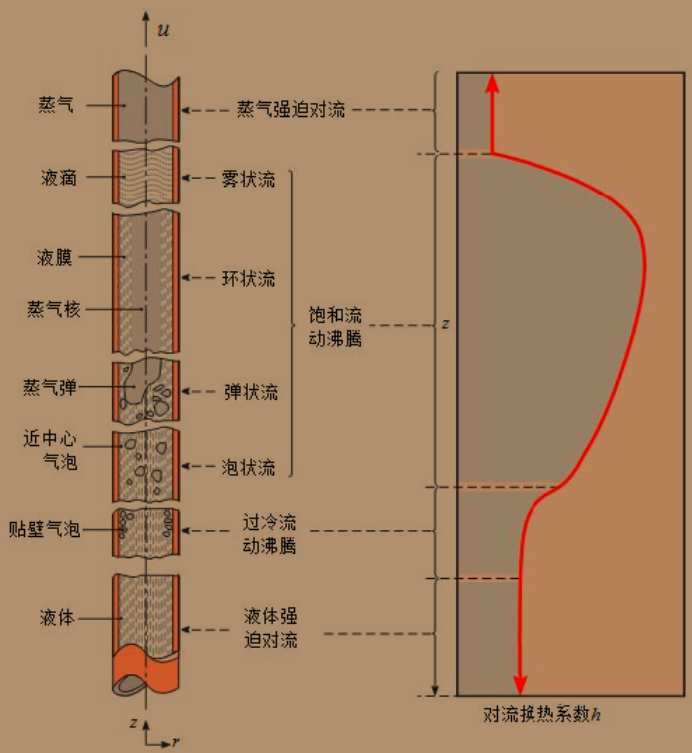 u
蒸气
蒸气强迫对流
液滴
雾状流
液膜
环状流
蒸气核
饱和流
动沸腾
z
蒸气弹
弹状流
近中心
气泡
泡状流
贴壁气泡
过冷流
动沸腾
液体
液体强
迫对流
对流换热系数h
z
r